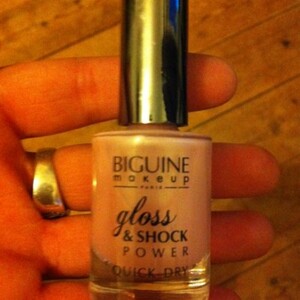 BIGUINE
makeup
PARIS
gloss
& SHOCK
POWER
QUICK DRY